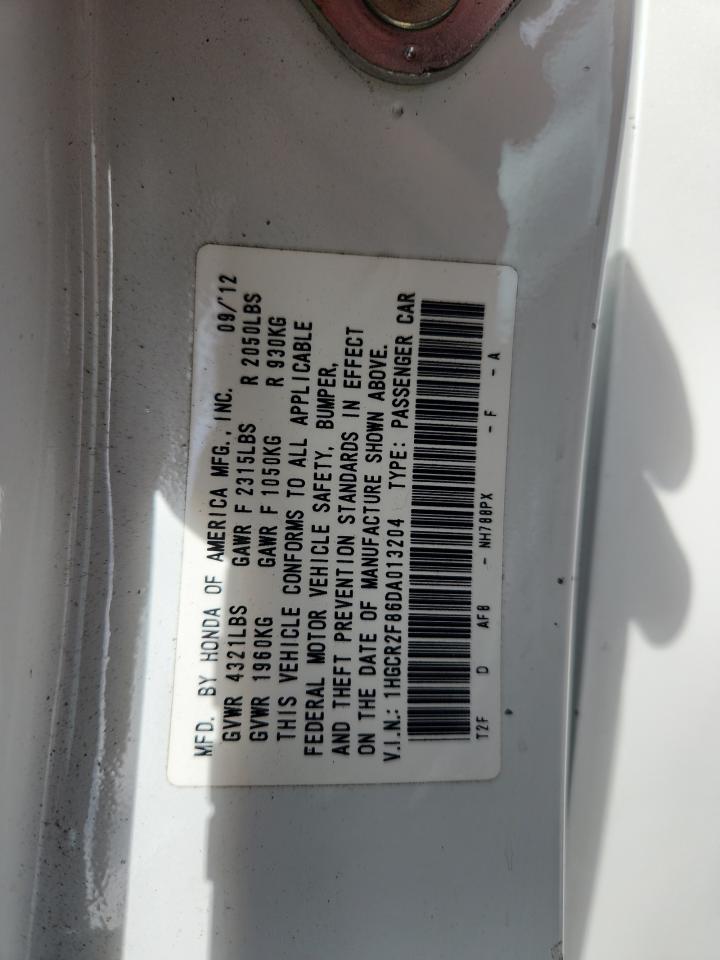 MFD. BY HONDA OF AMERICA MFG., INC. 09/'12
GVWR 4321LBS GAWR F 2315LBS R 2050LBS
GVWR 1960KG GAWR F 1050KG R 930KG
THIS VEHICLE CONFORMS TO ALL APPLICABLE
FEDERAL MOTOR VEHICLE SAFETY, BUMPER,
AND THEFT PREVENTION STANDARDS IN EFFECT
ON THE DATE OF MANUFACTURE SHOWN ABOVE.
V.I.N.: 1HGCR2F86DA013204 TYPE: PASSENGER CAR
T2F D AF8 - NH788PX - F - A